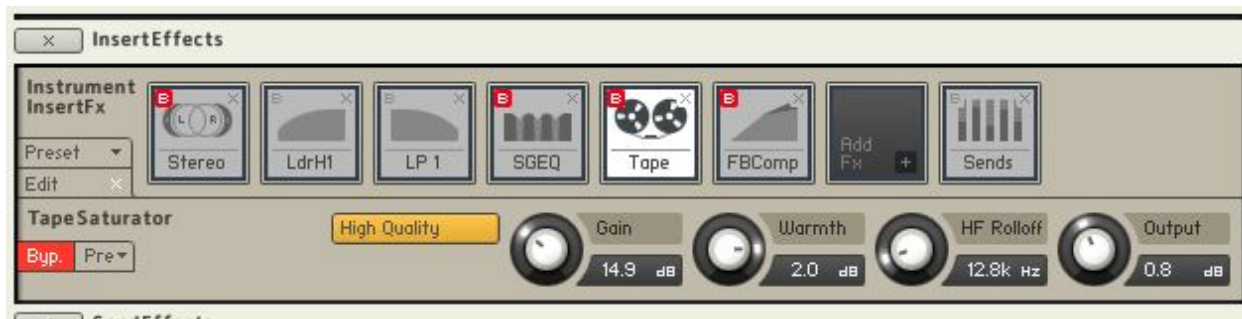 × InsertEffects
Instrument
InsertFx
Preset
Edit ×
B × Stereo
L R
B × LdrH1
B × LP 1
B × SGEQ
B × Tape
B × FBComp
Add
Fx +
B × Sends
TapeSaturator
Byp. Pre
High Quality
Gain
14.9 dB
Warmth
2.0 dB
HF Rolloff
12.8k Hz
Output
0.8 dB